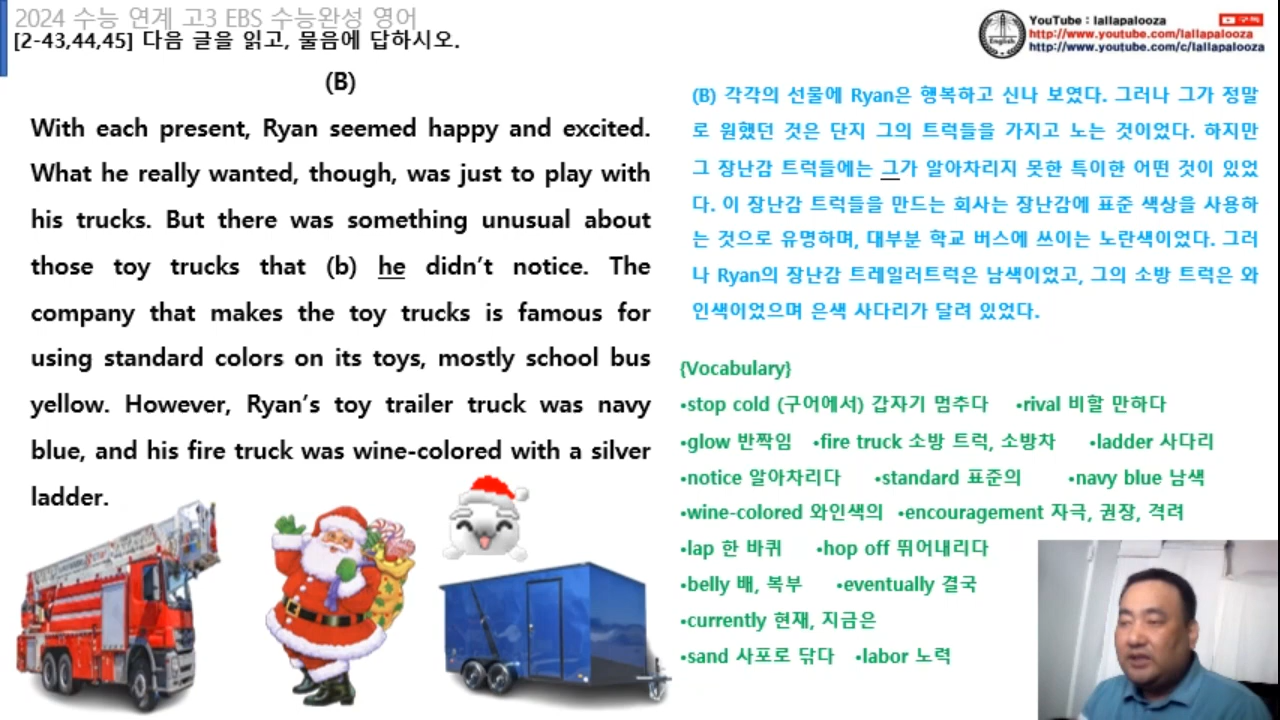 2024 수능 연계 고3 EBS 수능완성 영어
[2-43,44,45] 다음 글을 읽고, 물음에 답하시오.
YouTube : lallapalooza
구독
http://www.youtube.com/lallapalooza
http://www.youtube.com/c/lallapalooza
English
(B)
With each present, Ryan seemed happy and excited.
What he really wanted, though, was just to play with
his trucks. But there was something unusual about
those toy trucks that (b) he didn’t notice. The
company that makes the toy trucks is famous for
using standard colors on its toys, mostly school bus
yellow. However, Ryan’s toy trailer truck was navy
blue, and his fire truck was wine-colored with a silver
ladder.
(B) 각각의 선물에 Ryan은 행복하고 신나 보였다. 그러나 그가 정말
로 원했던 것은 단지 그의 트럭들을 가지고 노는 것이었다. 하지만
그 장난감 트럭들에는 그가 알아차리지 못한 특이한 어떤 것이 있었
다. 이 장난감 트럭들을 만드는 회사는 장난감에 표준 색상을 사용하
는 것으로 유명하며, 대부분 학교 버스에 쓰이는 노란색이었다. 그러
나 Ryan의 장난감 트레일러트럭은 남색이었고, 그의 소방 트럭은 와
인색이었으며 은색 사다리가 달려 있었다.
{Vocabulary}
•stop cold (구어에서) 갑자기 멈추다 •rival 비할 만하다
•glow 반짝임 •fire truck 소방 트럭, 소방차 •ladder 사다리
•notice 알아차리다 •standard 표준의 •navy blue 남색
•wine-colored 와인색의 •encouragement 자극, 권장, 격려
•lap 한 바퀴 •hop off 뛰어내리다
•belly 배, 복부 •eventually 결국
•currently 현재, 지금은
•sand 사포로 닦다 •labor 노력